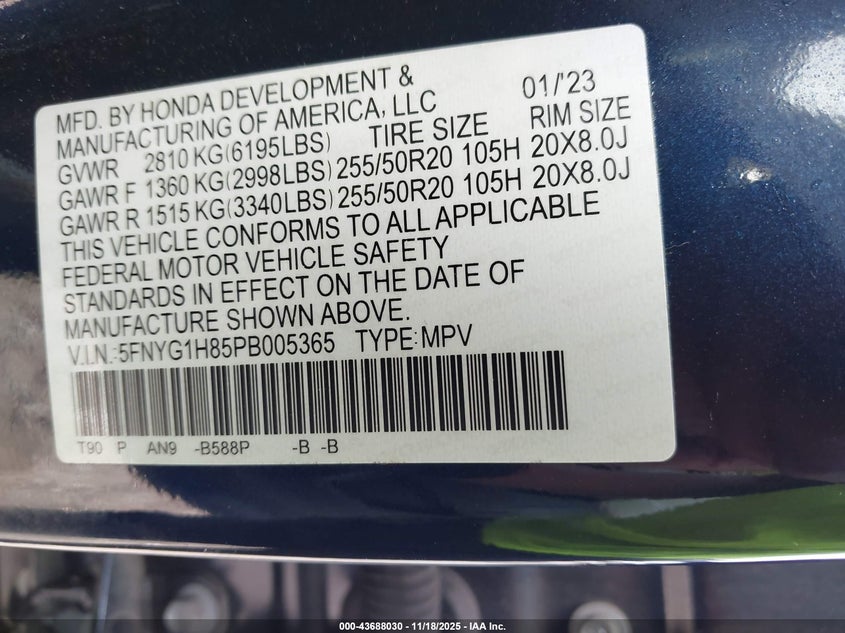 MFD. BY HONDA DEVELOPMENT & 01/'23
MANUFACTURING OF AMERICA, LLC
GVWR 2810 KG(6195LBS) TIRE SIZE RIM SIZE
GAWR F 1360 KG(2998LBS) 255/50R20 105H 20X8.0J
GAWR R 1515 KG(3340LBS) 255/50R20 105H 20X8.0J
THIS VEHICLE CONFORMS TO ALL APPLICABLE
FEDERAL MOTOR VEHICLE SAFETY
STANDARDS IN EFFECT ON THE DATE OF
MANUFACTURE SHOWN ABOVE.
V.I.N.:5FNYG1H85PB005365 TYPE:MPV
T90 P AN9 -B588P -B -B
000-43688030 — 11/18/2025 — IAA Inc.